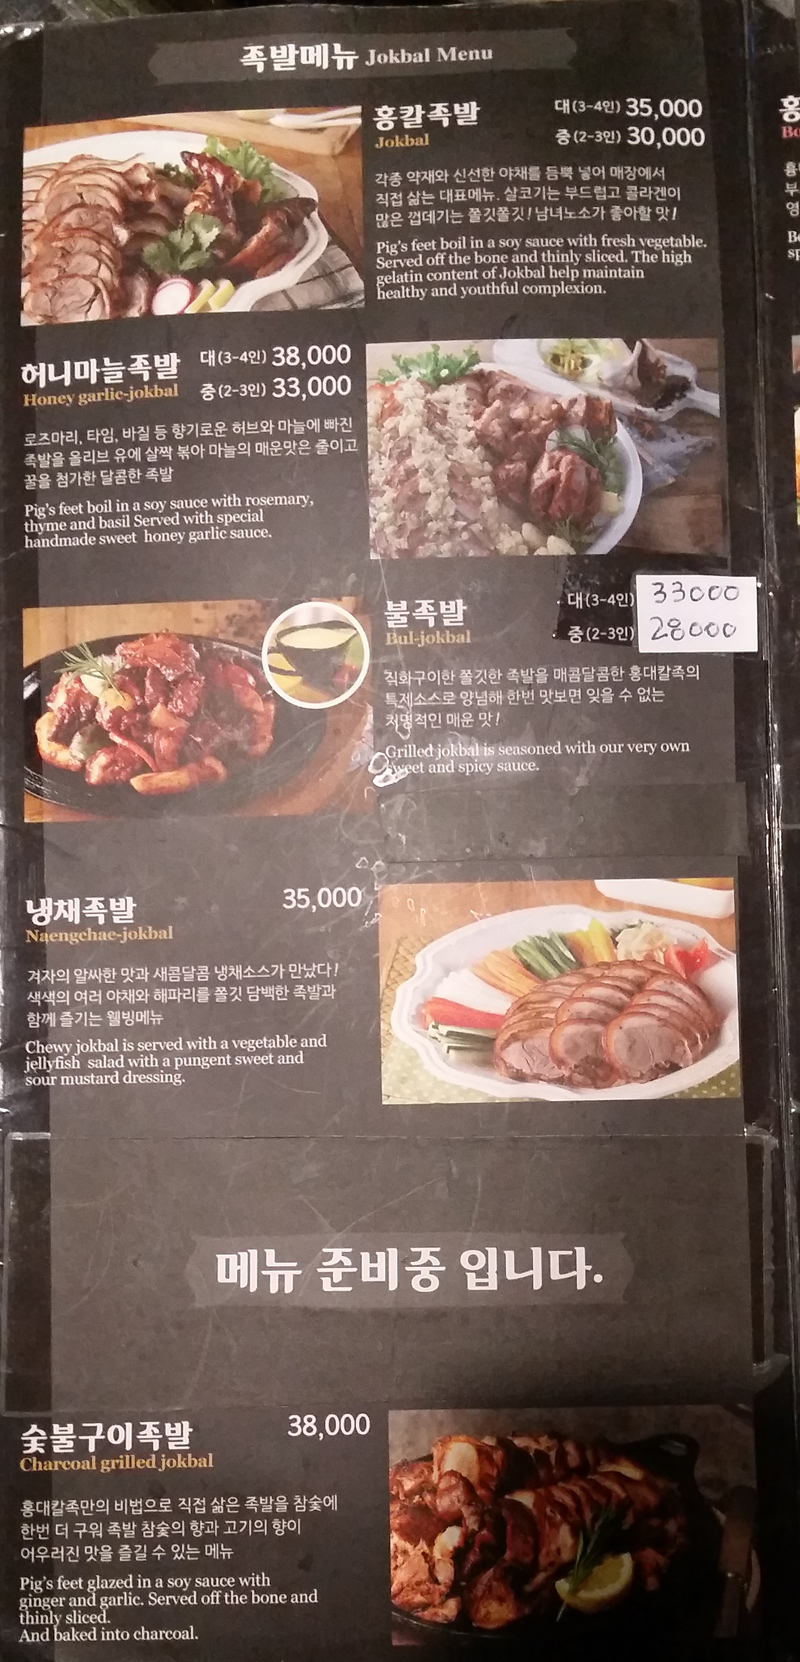 족발메뉴 Jokbal Menu
홍칼족발 대(3-4인) 35,000
Jokbal 중(2-3인) 30,000
각종 약재와 신선한 야채를 듬뿍 넣어 매장에서
직접 삶는 대표메뉴. 살코기는 부드럽고 콜라겐이
많은 껍데기는 쫄깃쫄깃! 남녀노소가 좋아할 맛!
Pig's feet boil in a soy sauce with fresh vegetable.
Served off the bone and thinly sliced. The high
gelatin content of Jokbal help maintain
healthy and youthful complexion.
허니마늘족발 대(3-4인) 38,000
Honey garlic-jokbal 중(2-3인) 33,000
로즈마리, 타임, 바질 등 향기로운 허브와 마늘에 빠진
족발을 올리브 유에 살짝 볶아 마늘의 매운맛은 줄이고
꿀을 첨가한 달콤한 족발
Pig's feet boil in a soy sauce with rosemary,
thyme and basil Served with special
handmade sweet honey garlic sauce.
불족발 대(3-4인) 33000
Bul-jokbal 중(2-3인) 28000
직화구이한 쫄깃한 족발을 매콤달콤한 홍대칼족의
특제소스로 양념해 한번 맛보면 잊을 수 없는
치명적인 매운 맛!
Grilled jokbal is seasoned with our very own
sweet and spicy sauce.
냉채족발 35,000
Naengchae-jokbal
겨자의 알싸한 맛과 새콤달콤 냉채소스가 만났다!
색색의 여러 야채와 해파리를 쫄깃 담백한 족발과
함께 즐기는 웰빙메뉴
Chewy jokbal is served with a vegetable and
jellyfish salad with a pungent sweet and
sour mustard dressing.
메뉴 준비중 입니다.
숯불구이족발 38,000
Charcoal grilled jokbal
홍대칼족만의 비법으로 직접 삶은 족발을 참숯에
한번 더 구워 족발 참숯의 향과 고기의 향이
어우러진 맛을 즐길 수 있는 메뉴
Pig's feet glazed in a soy sauce with
ginger and garlic. Served off the bone and
thinly sliced.
And baked into charcoal.